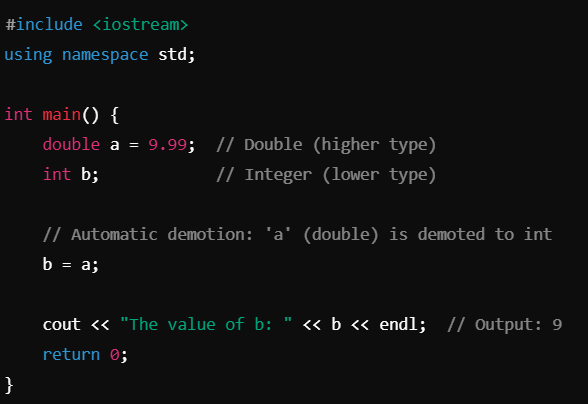 #include <iostream>
using namespace std;
int main() {
    double a = 9.99;  // Double (higher type)
    int b;            // Integer (lower type)
    // Automatic demotion: 'a' (double) is demoted to int
    b = a;
    cout << "The value of b: " << b << endl;  // Output: 9
    return 0;
}